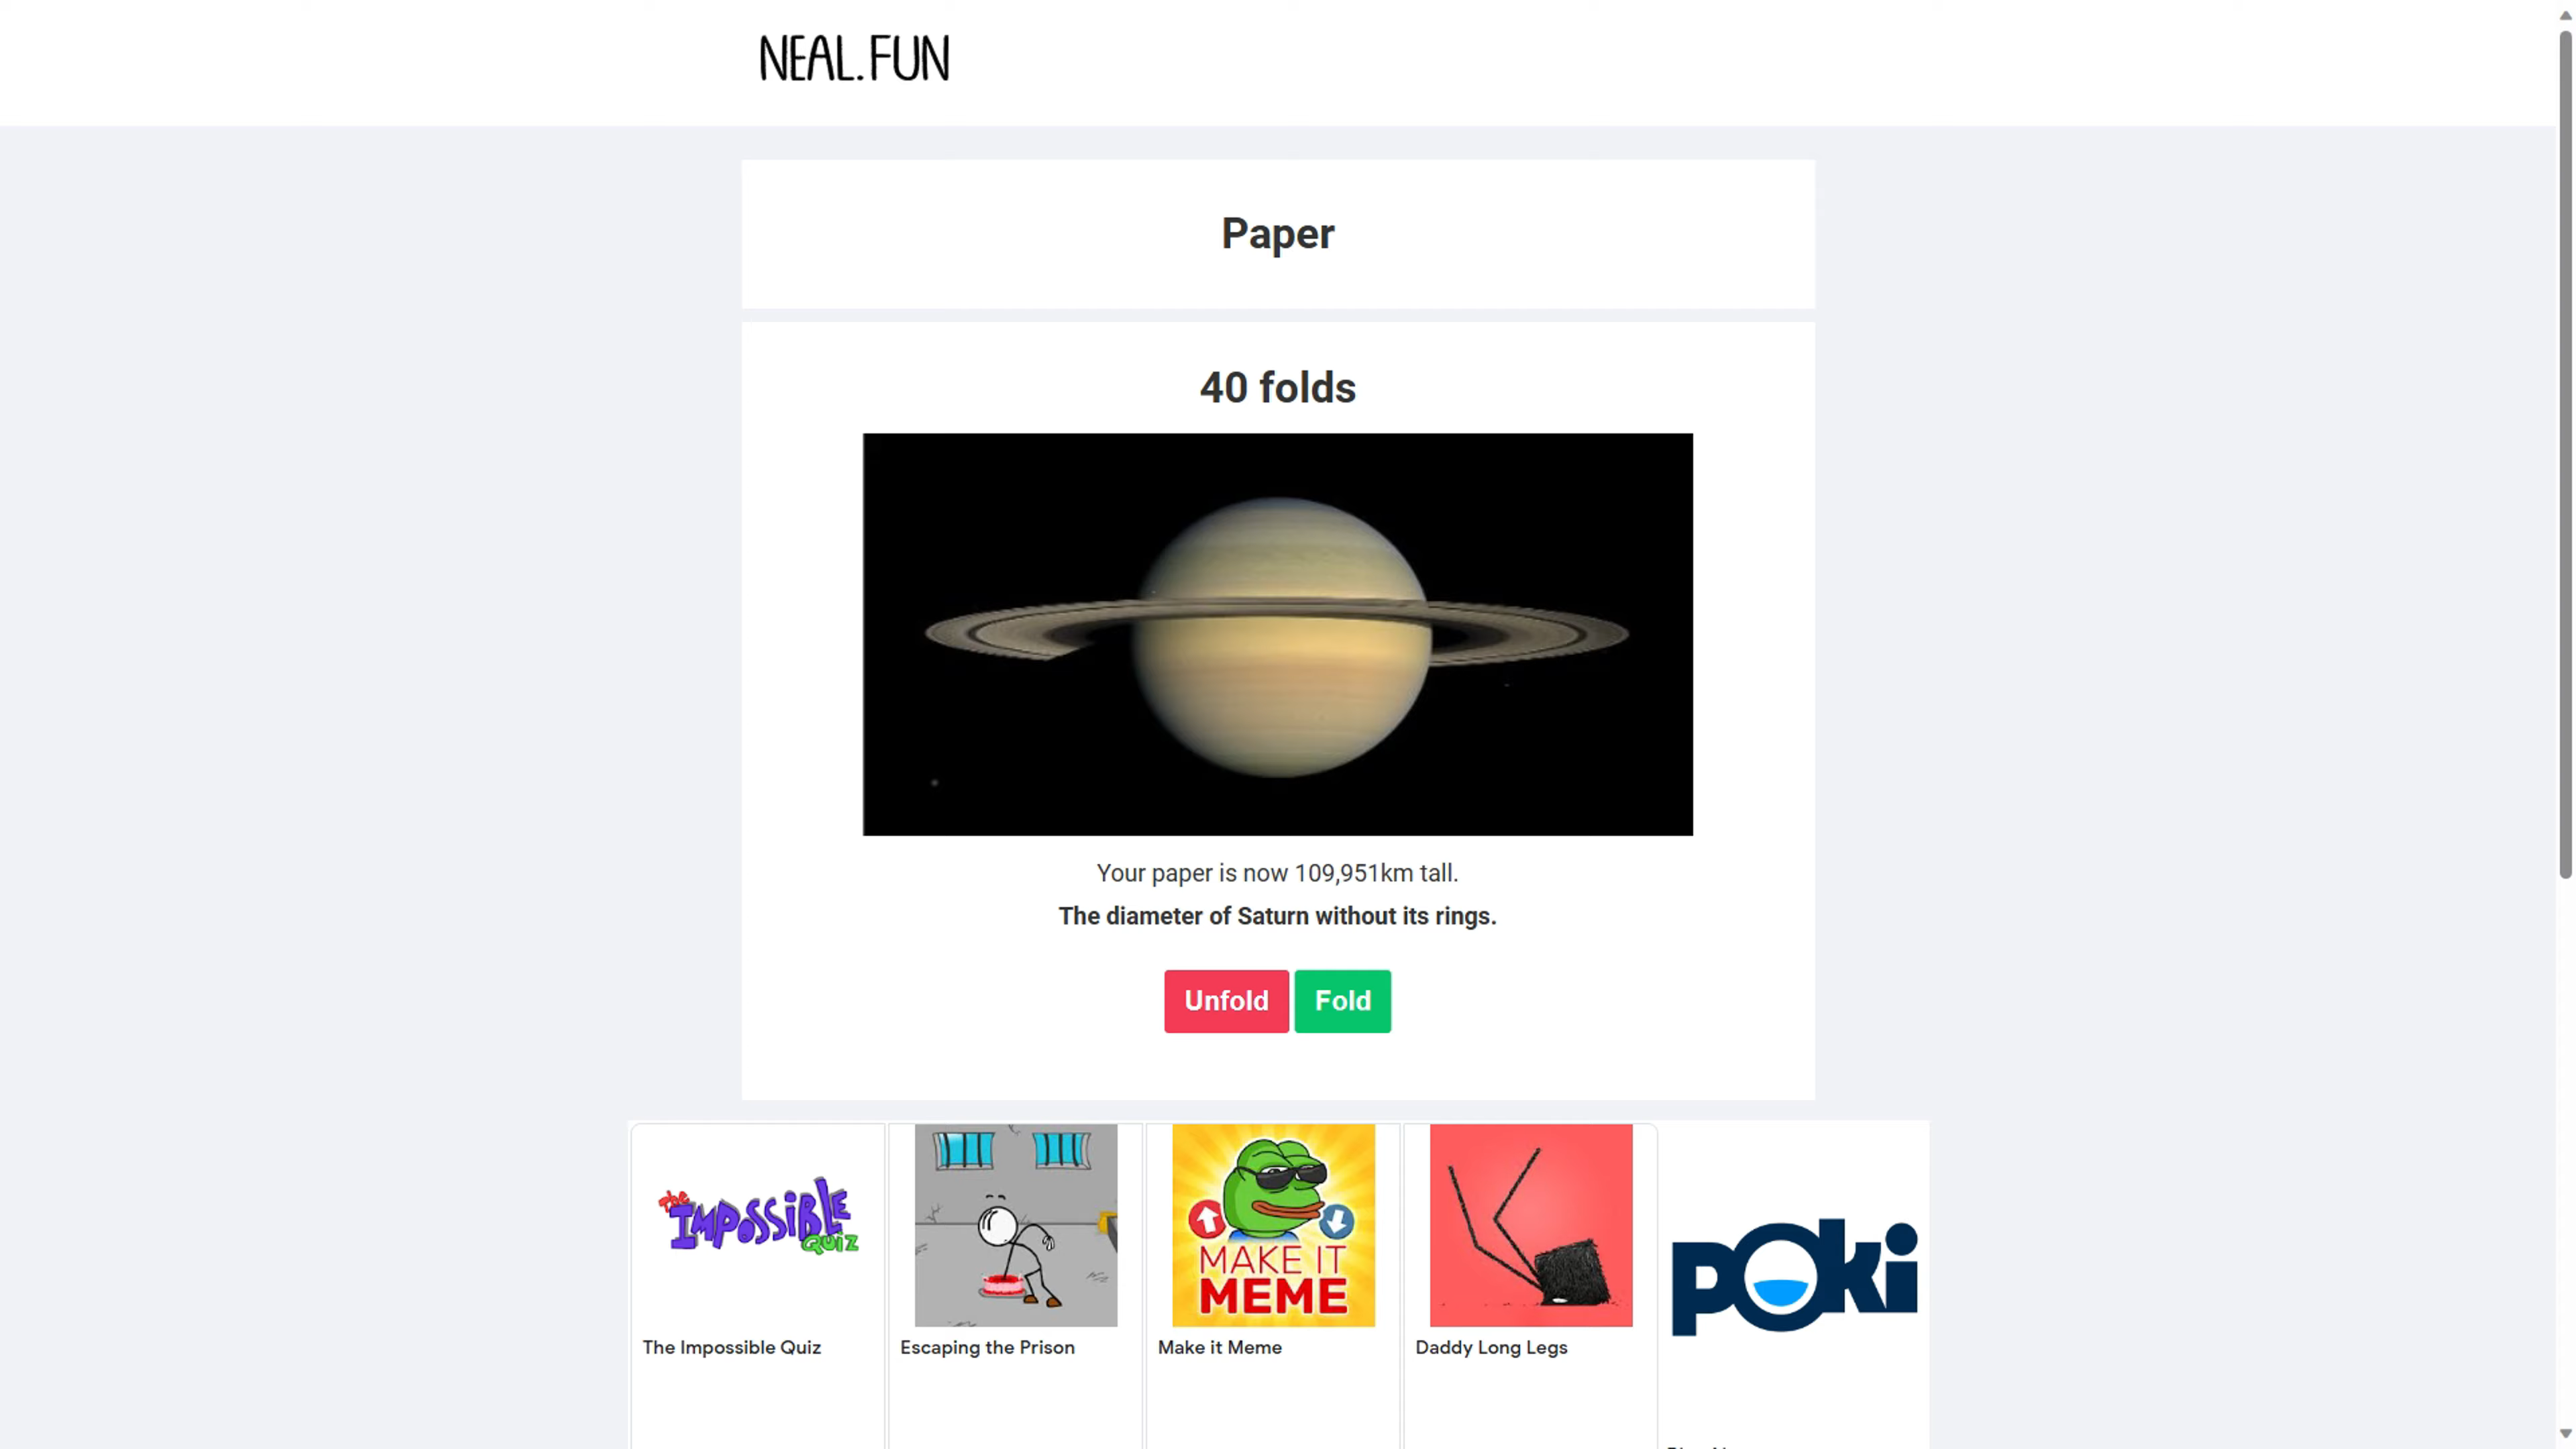 NEAL.FUN
Paper
40 folds
Your paper is now 109,951km tall.
The diameter of Saturn without its rings.
Unfold Fold
The IMPOSSIBLE QUIZ
MAKE IT
MEME
poki
The Impossible Quiz
Escaping the Prison
Make it Meme
Daddy Long Legs